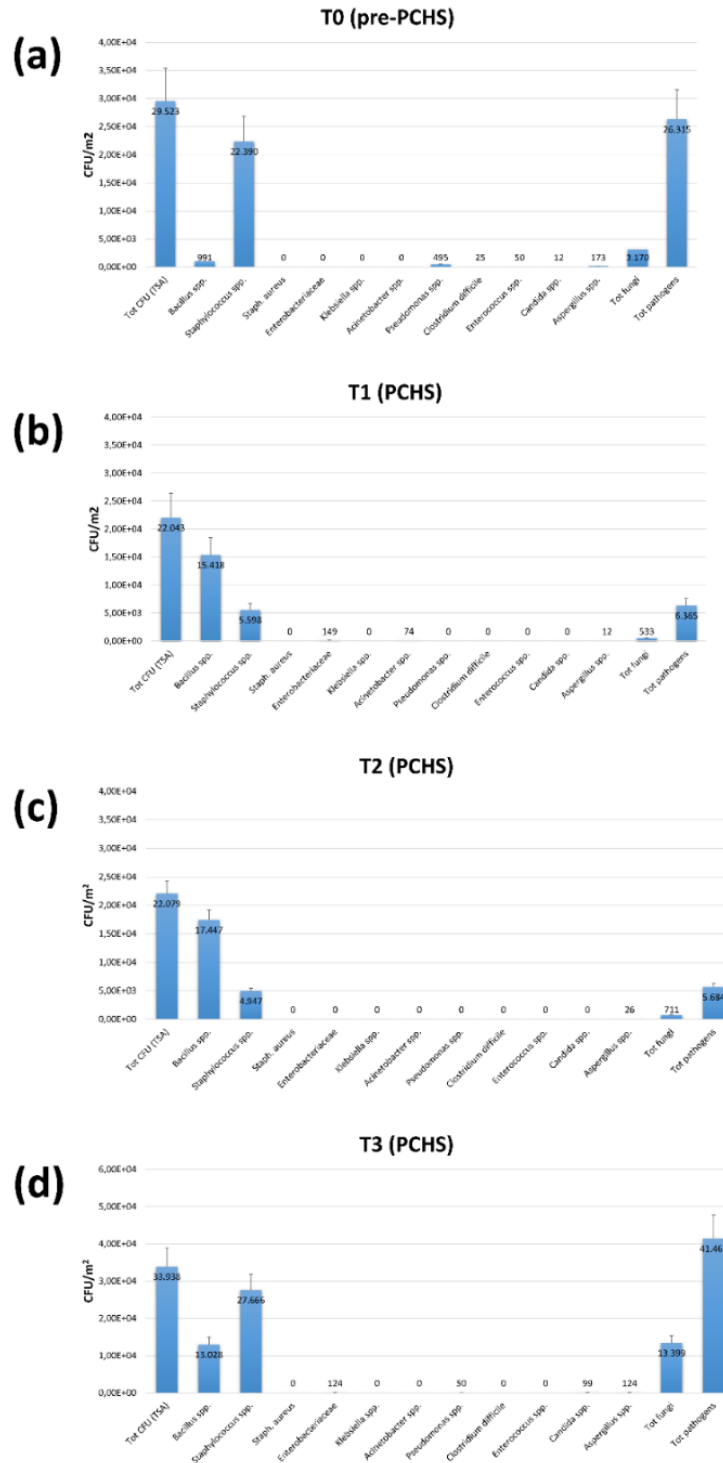 T0 (pre-PCHS)
(a)
4,00E+04
3,50E+04
3,00E+04
2,50E+04
2,00E+04
1,50E+04
1,00E+04
5,00E+03
0,00E+00
CFU/m2
29.523
991
22.390
0
0
0
0
495
25
50
12
173
3.170
26.315
Tot CFU (TSA)
Bacillus spp.
Staphylococcus spp.
Staph. aureus
Enterobacteriaceae
Klebsiella spp.
Acinetobacter spp.
Pseudomonas spp.
Clostridium difficile
Enterococcus spp.
Candida spp.
Aspergillus spp.
Tot fungi
Tot pathogens
T1 (PCHS)
(b)
4,00E+04
3,50E+04
3,00E+04
2,50E+04
2,00E+04
1,50E+04
1,00E+04
5,00E+03
0,00E+00
CFU/m2
22.043
15.418
5.598
0
149
0
74
0
0
0
0
12
533
6.365
Tot CFU (TSA)
Bacillus spp.
Staphylococcus spp.
Staph. aureus
Enterobacteriaceae
Klebsiella spp.
Acinetobacter spp.
Pseudomonas spp.
Clostridium difficile
Enterococcus spp.
Candida spp.
Aspergillus spp.
Tot fungi
Tot pathogens
T2 (PCHS)
(c)
4,00E+04
3,50E+04
3,00E+04
2,50E+04
2,00E+04
1,50E+04
1,00E+04
5,00E+03
0,00E+00
CFU/m²
22.079
17.447
4.947
0
0
0
0
0
0
0
0
26
711
5.684
Tot CFU (TSA)
Bacillus spp.
Staphylococcus spp.
Staph. aureus
Enterobacteriaceae
Klebsiella spp.
Acinetobacter spp.
Pseudomonas spp.
Clostridium difficile
Enterococcus spp.
Candida spp.
Aspergillus spp.
Tot fungi
Tot pathogens
T3 (PCHS)
(d)
6,00E+04
5,00E+04
4,00E+04
3,00E+04
2,00E+04
1,00E+04
0,00E+00
CFU/m²
33.938
13.028
27.666
0
124
0
0
50
0
0
99
124
13.399
41.46
Tot CFU (TSA)
Bacillus spp.
Staphylococcus spp.
Staph. aureus
Enterobacteriaceae
Klebsiella spp.
Acinetobacter spp.
Pseudomonas spp.
Clostridium difficile
Enterococcus spp.
Candida spp.
Aspergillus spp.
Tot fungi
Tot pathogens